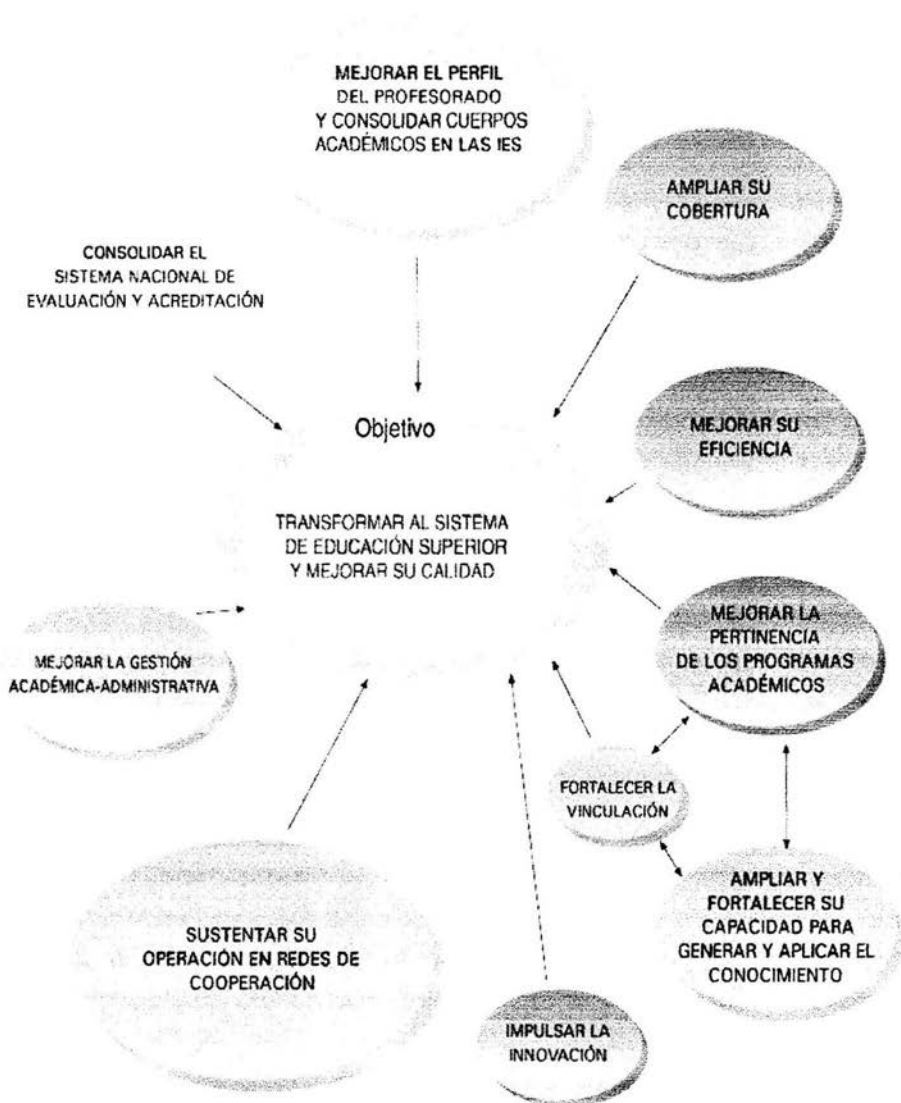 MEJORAR EL PERFIL
DEL PROFESORADO
Y CONSOLIDAR CUERPOS
ACADÉMICOS EN LAS IES
AMPLIAR SU
COBERTURA
CONSOLIDAR EL
SISTEMA NACIONAL DE
EVALUACIÓN Y ACREDITACIÓN
Objetivo
MEJORAR SU
EFICIENCIA
TRANSFORMAR AL SISTEMA
DE EDUCACIÓN SUPERIOR
Y MEJORAR SU CALIDAD
MEJORAR LA
PERTINENCIA
DE LOS PROGRAMAS
ACADÉMICOS
MEJORAR LA GESTIÓN
ACADÉMICA-ADMINISTRATIVA
FORTALECER LA
VINCULACIÓN
AMPLIAR Y
FORTALECER SU
CAPACIDAD PARA
GENERAR Y APLICAR EL
CONOCIMIENTO
SUSTENTAR SU
OPERACIÓN EN REDES DE
COOPERACIÓN
IMPULSAR LA
INNOVACIÓN